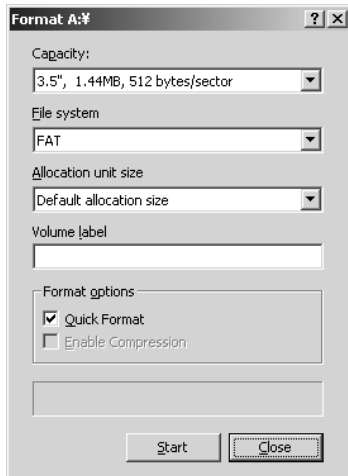 Format A:¥
Capacity:
3.5", 1.44MB, 512 bytes/sector
File system
FAT
Allocation unit size
Default allocation size
Volume label
Format options
Quick Format
Enable Compression
Start Close